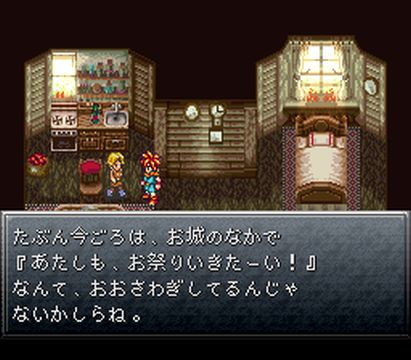 たぶん今ごろは、お城のなかで
『あたしも、お祭りいきたーい！』
なんて、おおさわぎしてるんじゃ
ないかしらね。